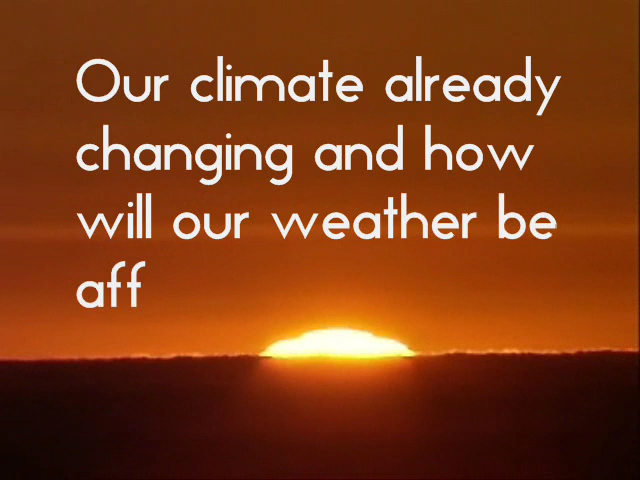 Our climate already
changing and how
will our weather be
aff